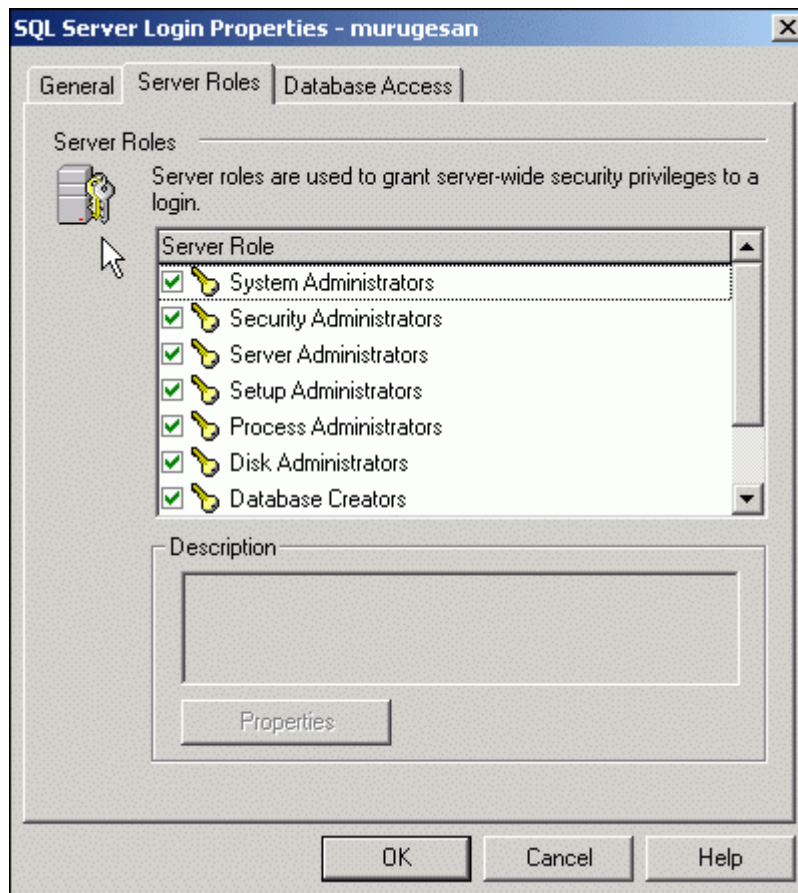 SQL Server Login Properties - murugesan
General
Server Roles
Database Access
Server Roles
Server roles are used to grant server-wide security privileges to a
login.
Server Role
System Administrators
Security Administrators
Server Administrators
Setup Administrators
Process Administrators
Disk Administrators
Database Creators
Description
Properties
OK
Cancel
Help